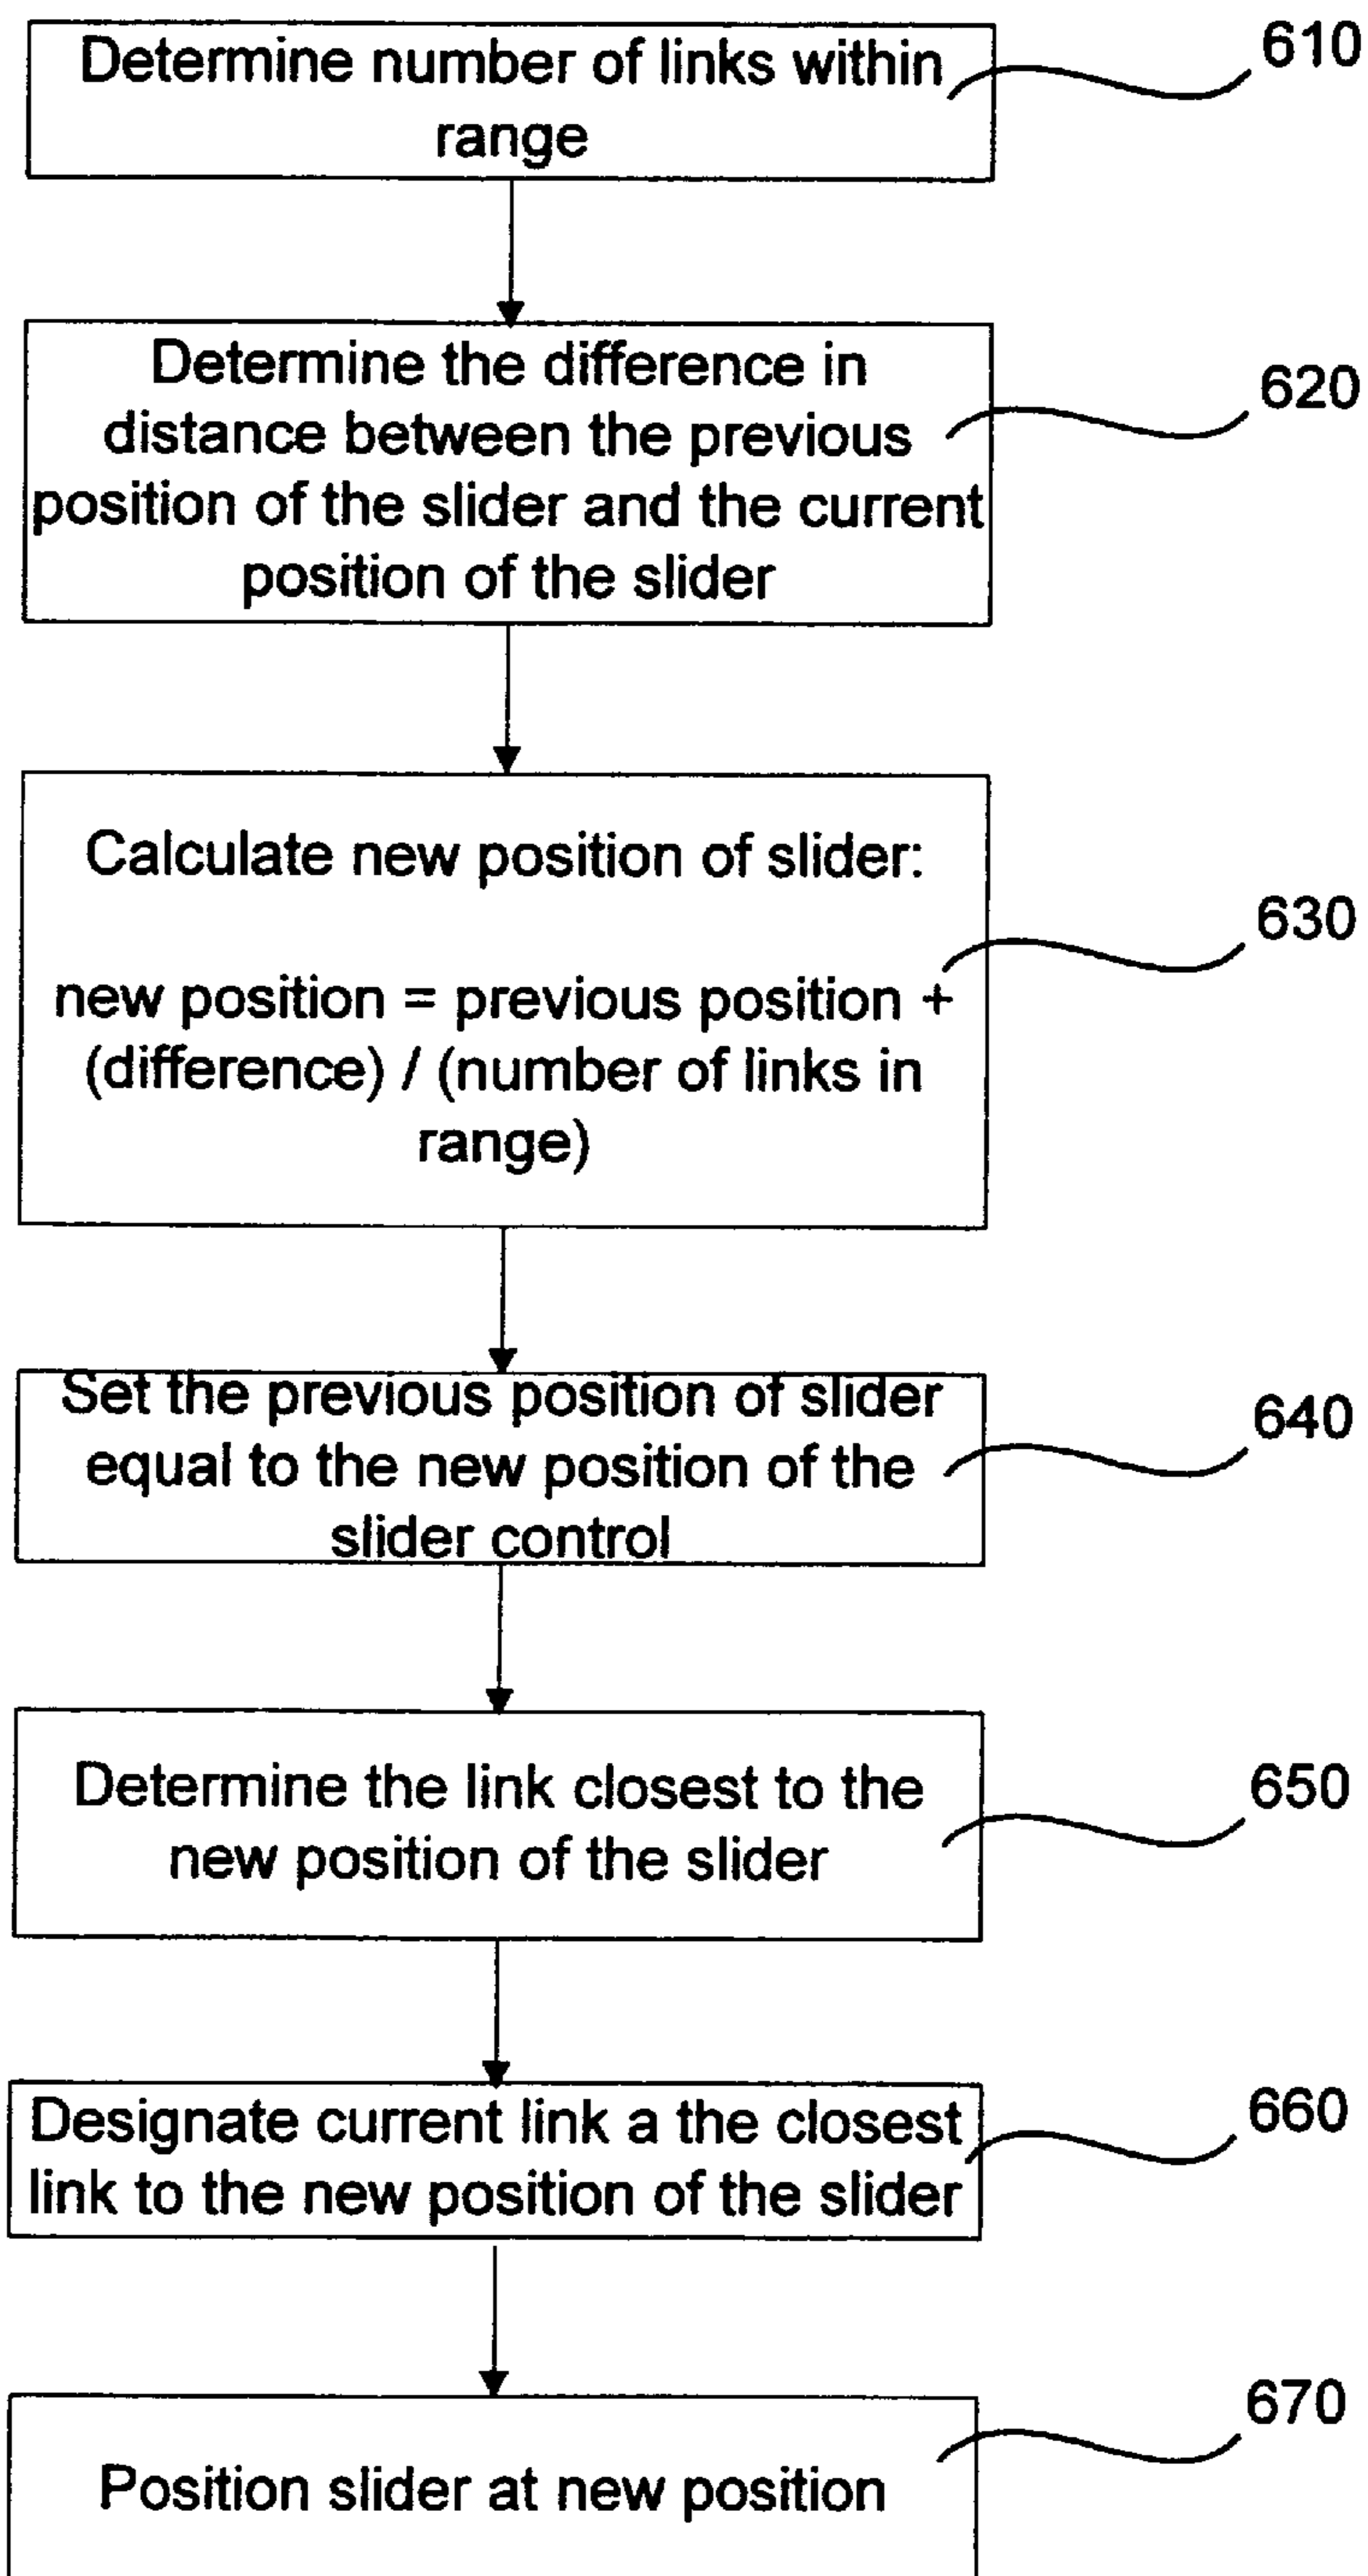 Determine number of links within
range
610
Determine the difference in
distance between the previous
position of the slider and the current
position of the slider
620
Calculate new position of slider:
new position = previous position +
(difference) / (number of links in
range)
630
Set the previous position of slider
equal to the new position of the
slider control
640
Determine the link closest to the
new position of the slider
650
Designate current link a the closest
link to the new position of the slider
660
Position slider at new position
670